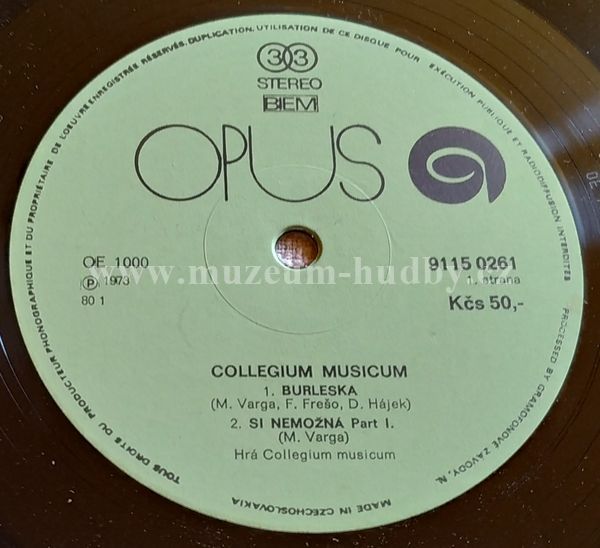 33
STEREO
BIEM
OPUS
OE 1000
Ⓟ 1973
80 1
9115 0261
1. strana
Kčs 50,-
www.muzeum-hudby.cz
COLLEGIUM MUSICUM
1. BURLESKA
(M. Varga, F. Frešo, D. Hájek)
2. SI NEMOŽNÁ Part I.
(M. Varga)
Hrá Collegium musicum
TOUS DROITS DU PRODUCTEUR PHONOGRAPHIQUE ET DU PROPRIÉTAIRE DE L'OEUVRE ENREGISTRÉE RÉSERVÉS. DUPLICATION, UTILISATION DE CE DISQUE POUR EXÉCUTION PUBLIQUE ET RADIODIFFUSION INTERDITES
PROCESSED BY GRAMOFONOVÉ ZÁVODY, N.
MADE IN CZECHOSLOVAKIA